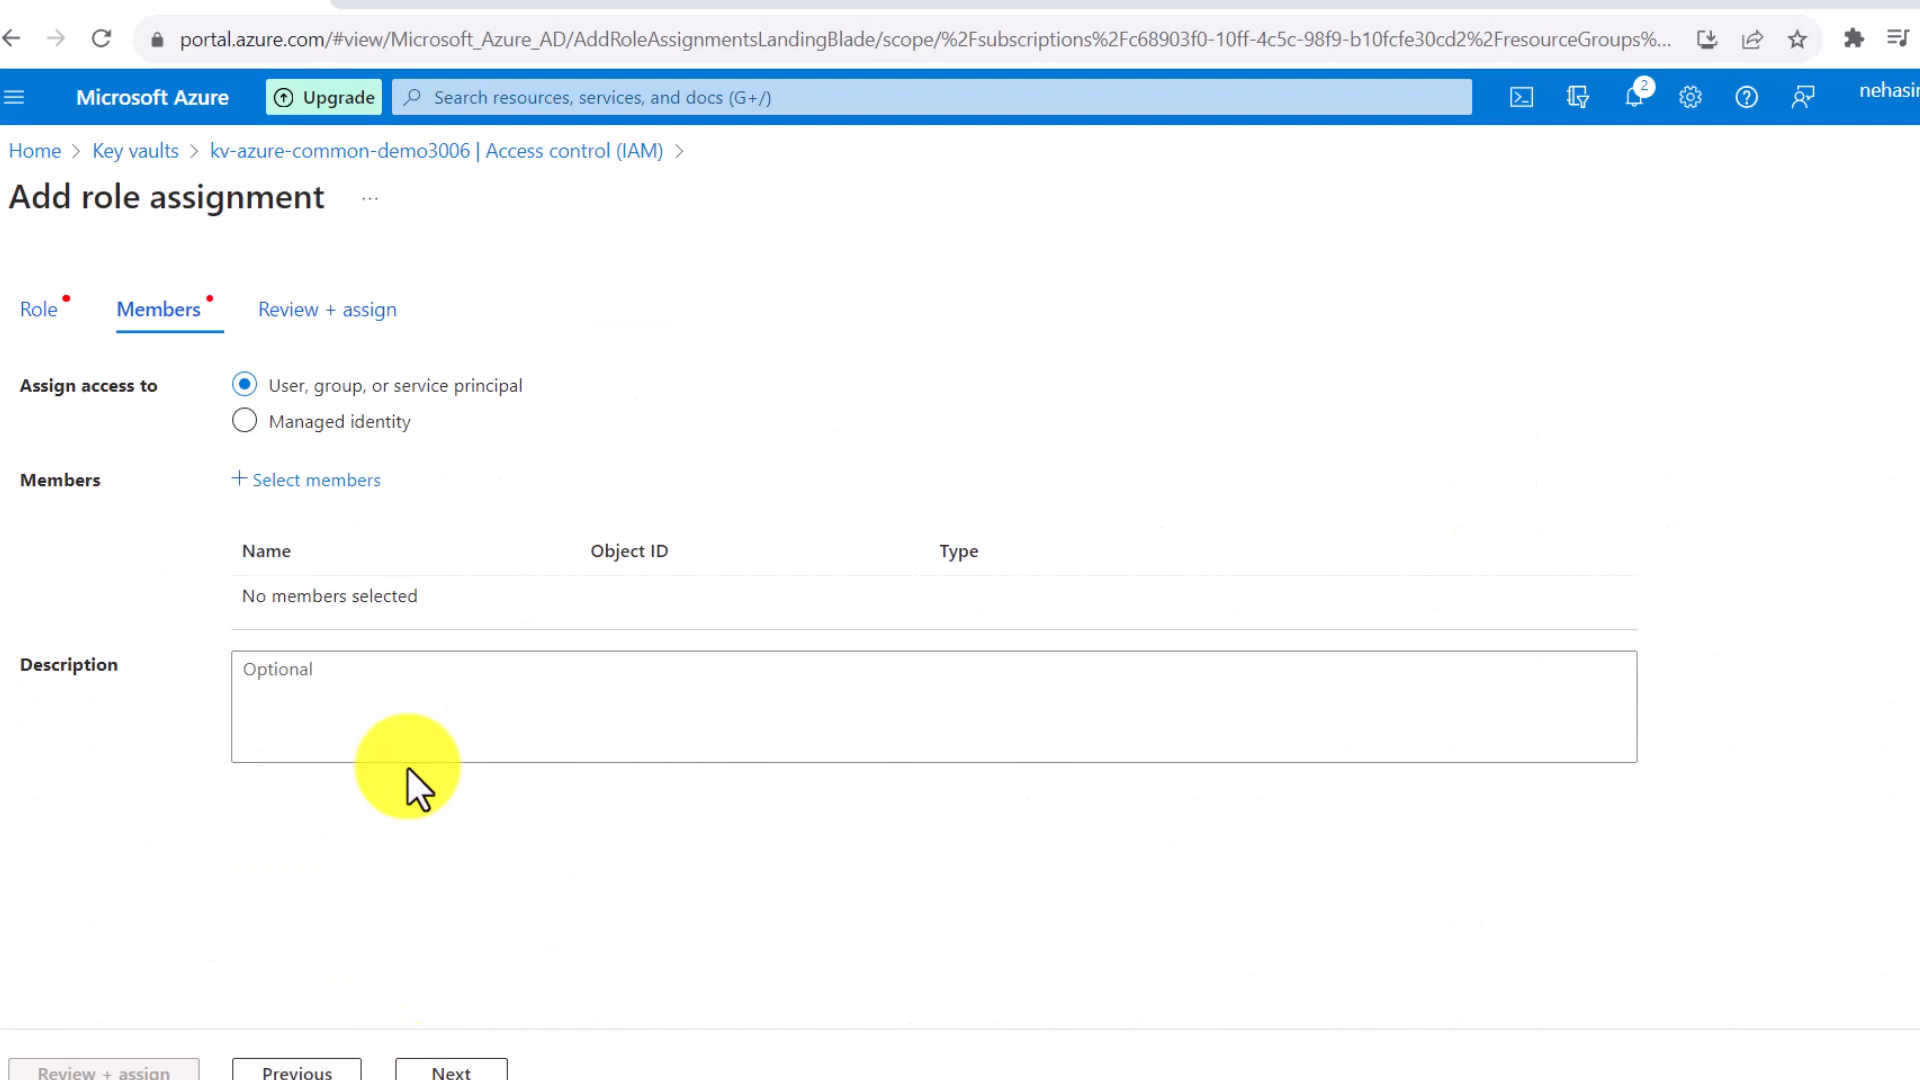 portal.azure.com/#view/Microsoft_Azure_AD/AddRoleAssignmentsLandingBlade/scope/%2Fsubscriptions%2Fc68903f0-10ff-4c5c-98f9-b10fcfe30cd2%2FresourceGroups%...
Microsoft Azure
Upgrade
Search resources, services, and docs (G+/)
2
nehasin
Home > Key vaults > kv-azure-common-demo3006 | Access control (IAM) >
Add role assignment ...
Role Members Review + assign
Assign access to
User, group, or service principal
Managed identity
Members
+ Select members
Name Object ID Type
No members selected
Description
Optional
Review + assign Previous Next